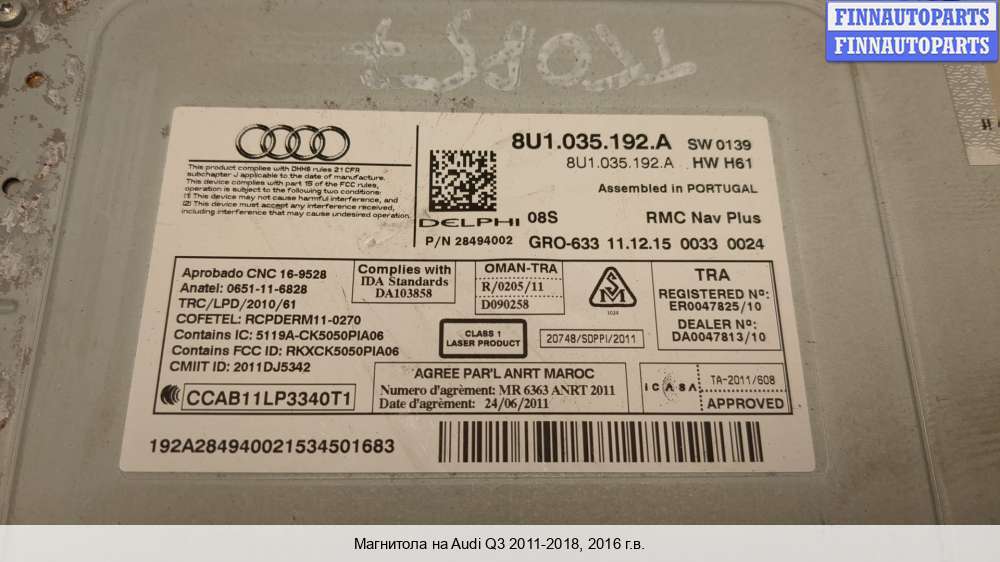 FINNAUTOPARTS
FINNAUTOPARTS
This product complies with DHHS rules 21 CFR
subchapter J applicable to the date of manufacture.
This device complies with part 15 of the FCC rules,
operation is subject to the following two conditions:
(1) This device may not cause harmful interference, and
(2) This device must accept any interference received,
including interference that may cause undesired operation.
DELPHI
P/N 28494002
8U1.035.192.A SW 0139
8U1.035.192.A HW H61
Assembled in PORTUGAL
08S RMC Nav Plus
GRO-633 11.12.15 0033 0024
Aprobado CNC 16-9528
Anatel: 0651-11-6828
TRC/LPD/2010/61
COFETEL: RCPDERM11-0270
Contains IC: 5119A-CK5050PIA06
Contains FCC ID: RKXCK5050PIA06
CMIIT ID: 2011DJ5342
CCAB11LP3340T1
Complies with
IDA Standards
DA103858
OMAN-TRA
R/0205/11
D090258
CLASS 1
LASER PRODUCT
SM
1024
20748/SDPPI/2011
TRA
REGISTERED Nº:
ER0047825/10
DEALER Nº:
DA0047813/10
AGREE PAR'L ANRT MAROC
Numero d'agrèment: MR 6363 ANRT 2011
Date d'agrèment: 24/06/2011
ICASA
TA-2011/608
APPROVED
192A284940021534501683
Магнитола на Audi Q3 2011-2018, 2016 г.в.